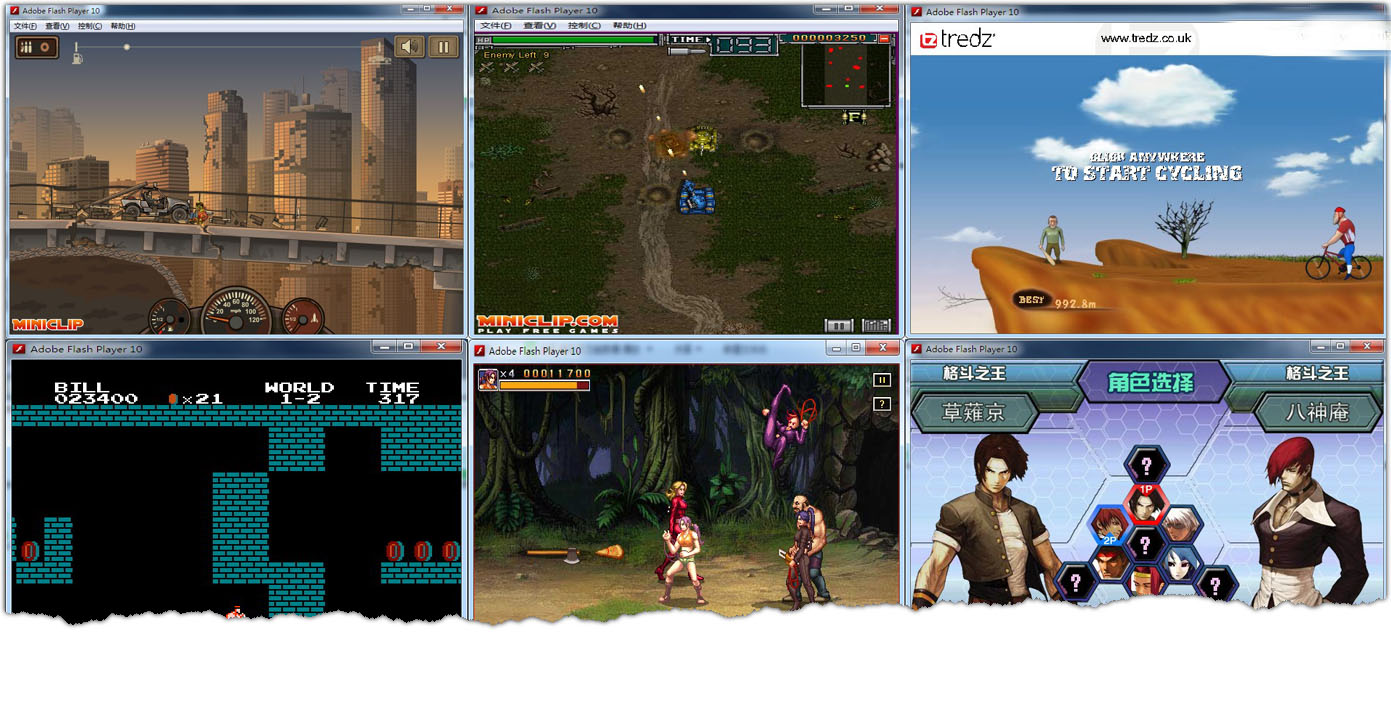 Adobe Flash Player 10
文件(F) 查看(V) 控制(C) 帮助(H)
MINICLIP
Adobe Flash Player 10
文件(F) 查看(V) 控制(C) 帮助(H)
HP
TIME
093
000003250
Enemy Left 9
F
MINICLIP.COM
PLAY FREE GAMES
Adobe Flash Player 10
tredz
www.tredz.co.uk
CLICK ANYWHERE
TO START CYCLING
BEST 992.8m
Adobe Flash Player 10
BILL WORLD TIME
023400 ×21 1-2 317
Adobe Flash Player 10
x4 00011700
?
Adobe Flash Player 10
格斗之王 角色选择 格斗之王
草薙京 八神庵
?
1P
2P
?
?
?